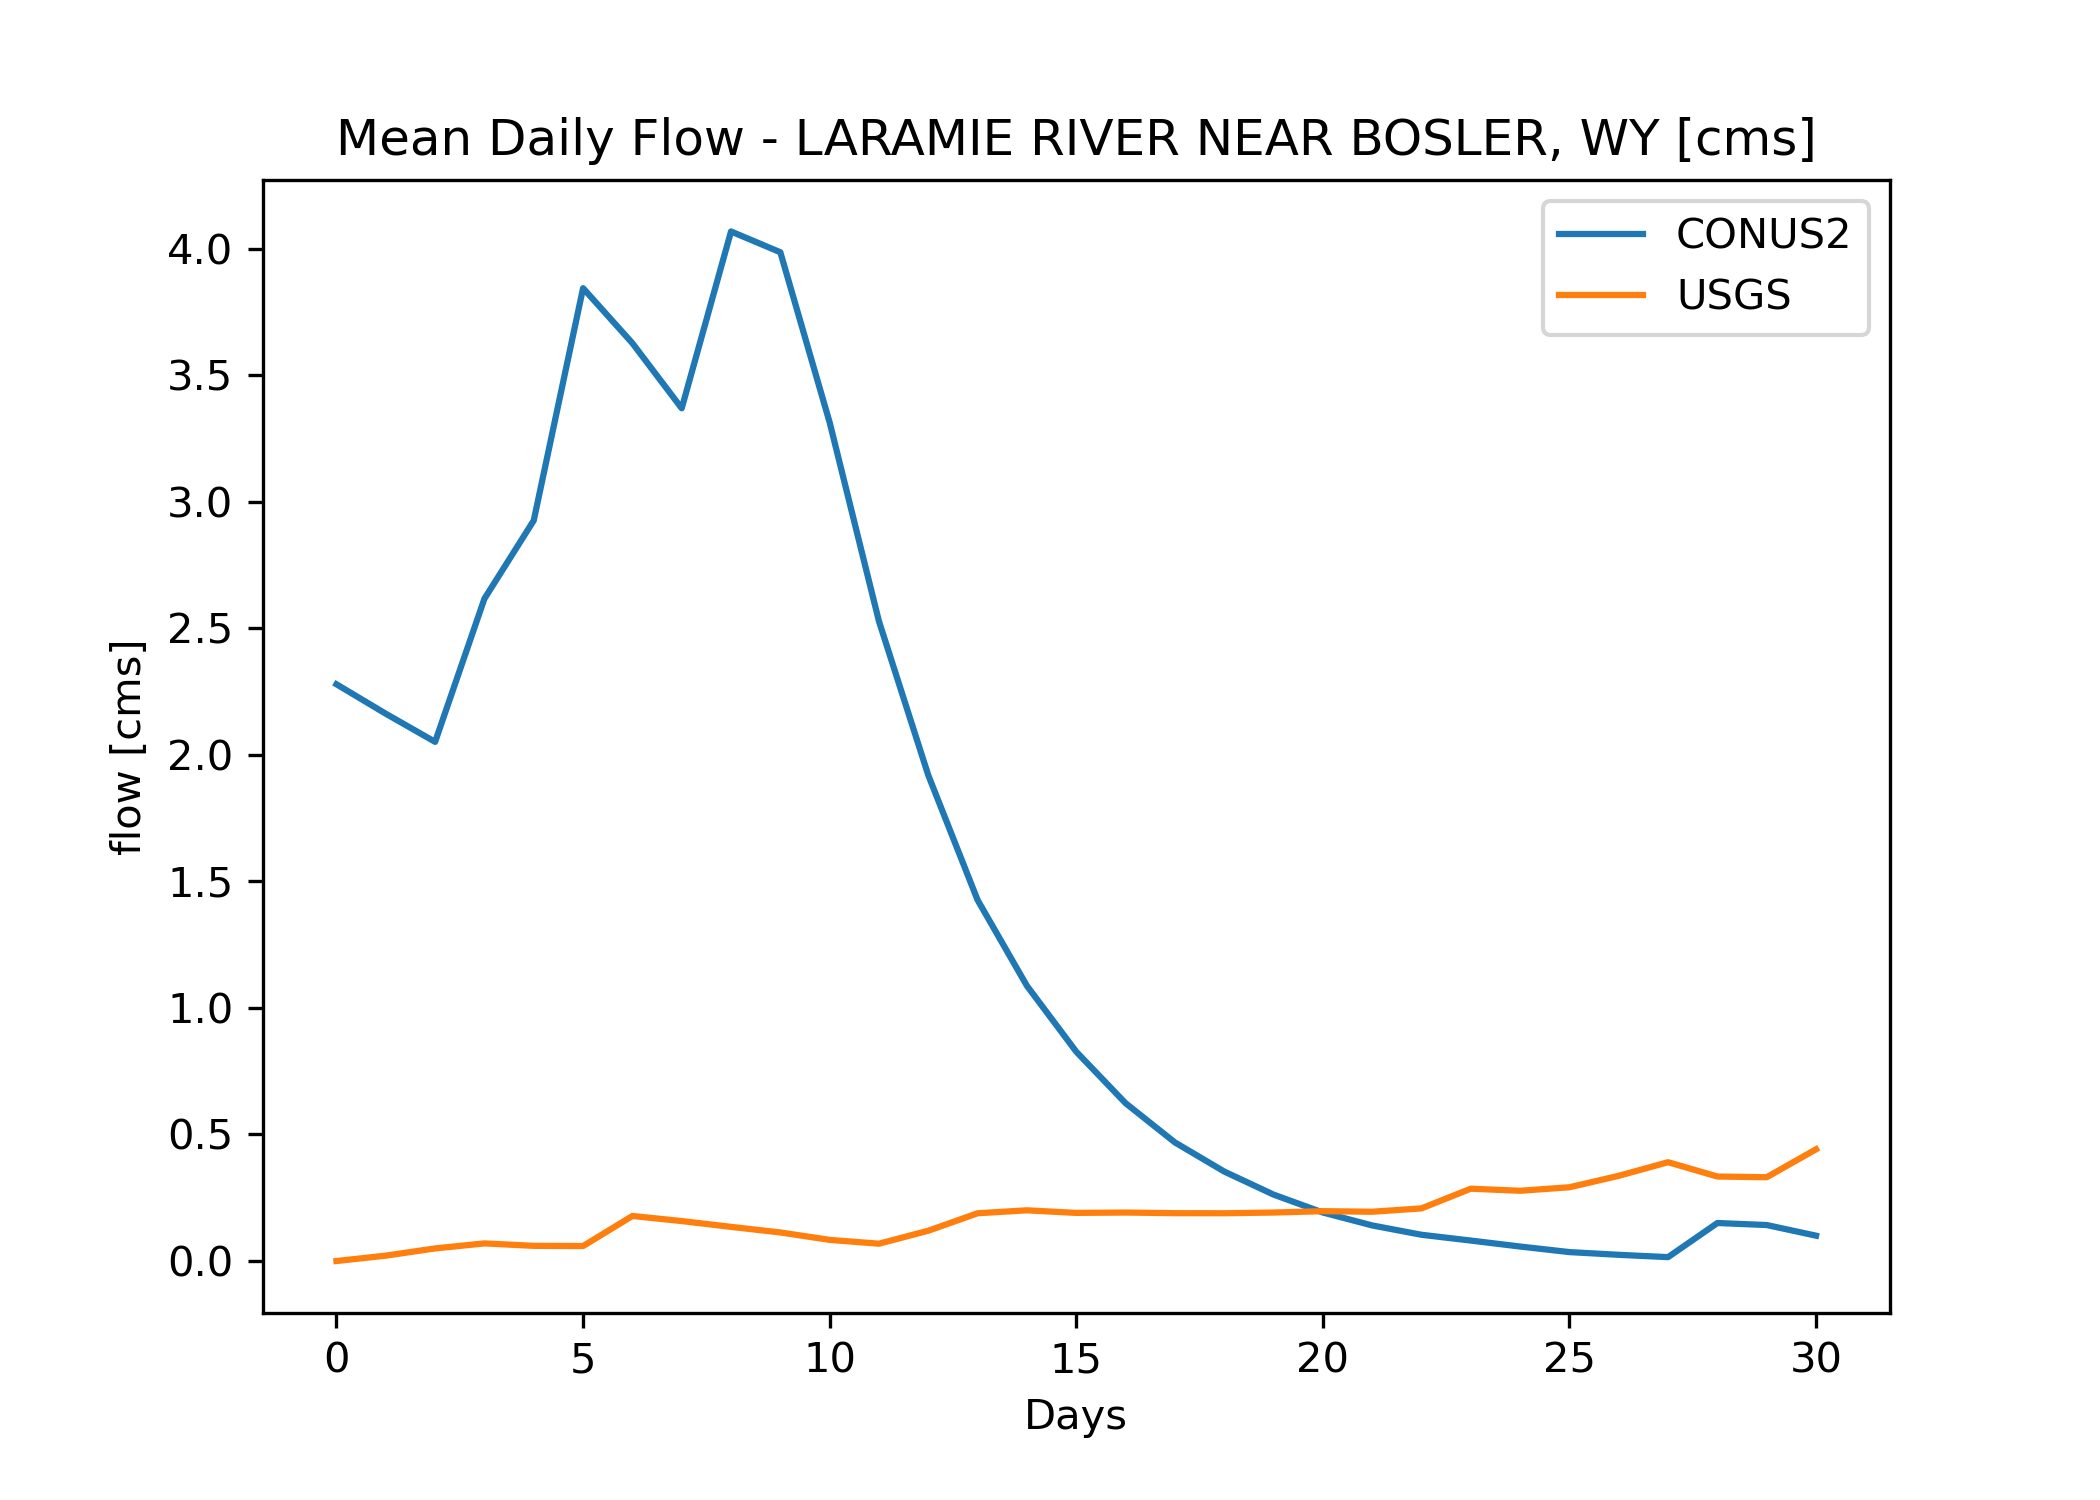 Mean Daily Flow - LARAMIE RIVER NEAR BOSLER, WY [cms]
CONUS2
USGS
flow [cms]
4.0
3.5
3.0
2.5
2.0
1.5
1.0
0.5
0.0
0 5 10 15 20 25 30
Days